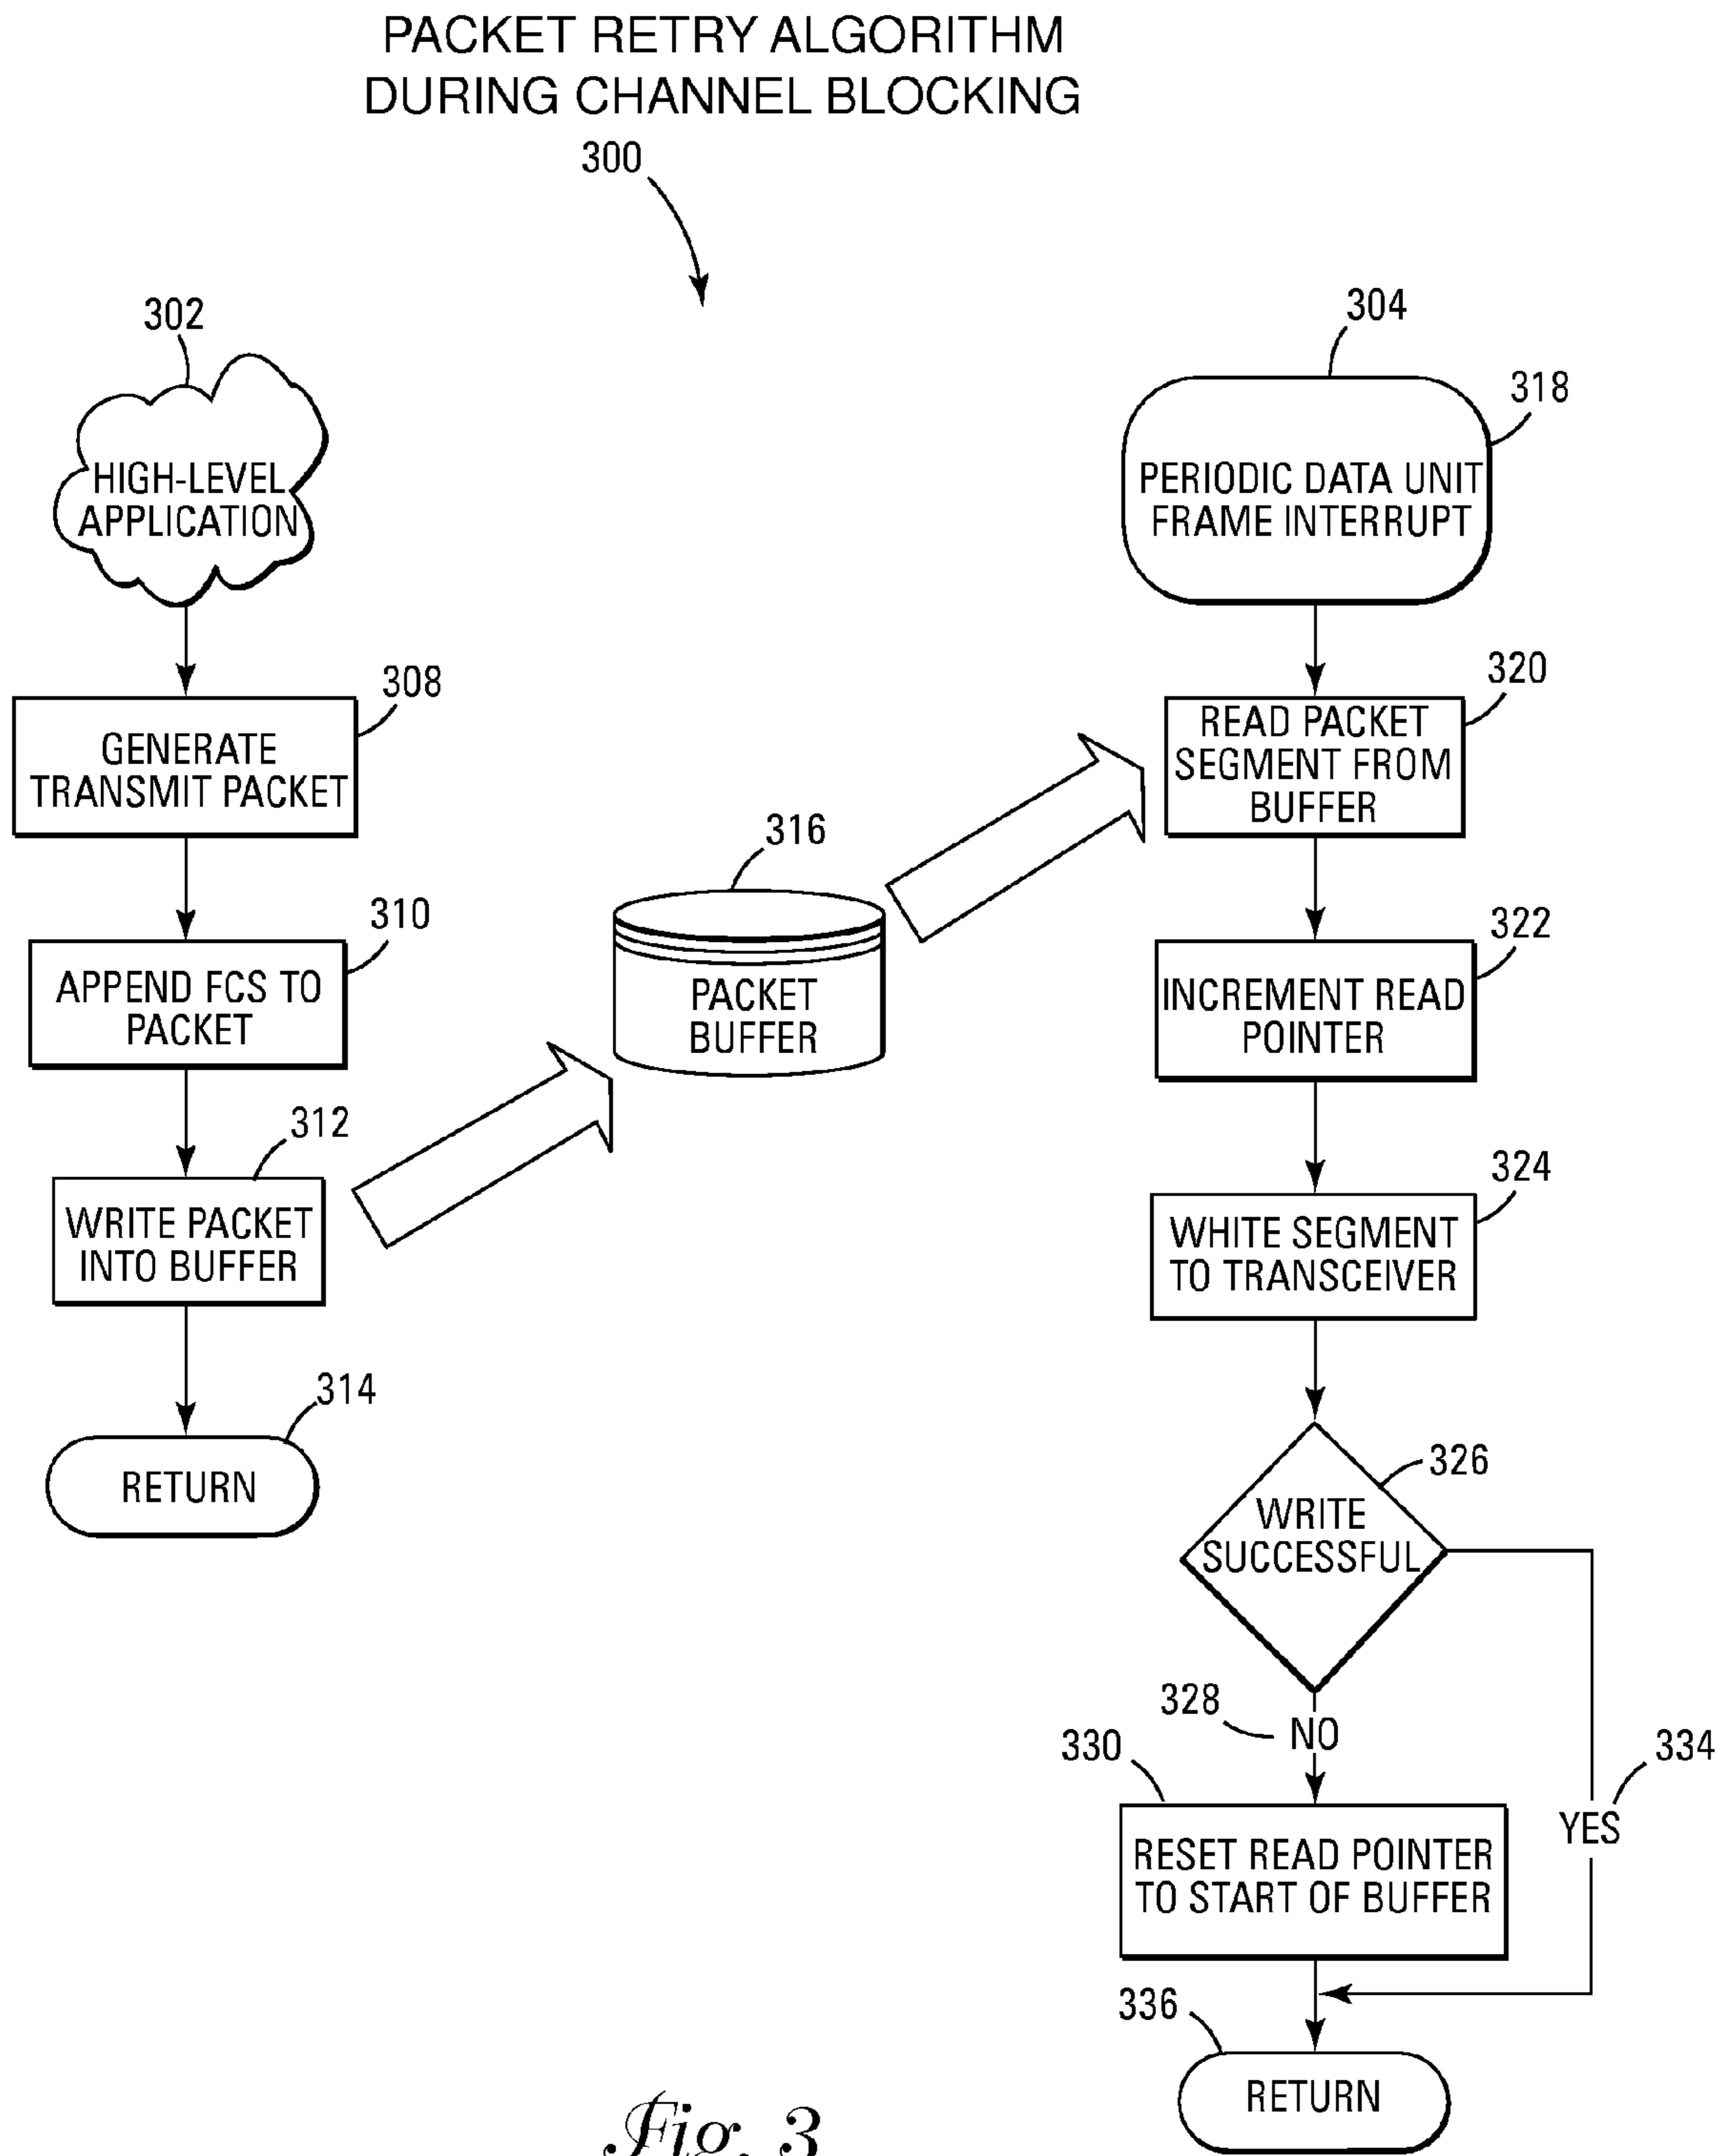 PACKET RETRY ALGORITHM
DURING CHANNEL BLOCKING
300
302
HIGH-LEVEL
APPLICATION
308
GENERATE
TRANSMIT PACKET
310
APPEND FCS TO
PACKET
312
WRITE PACKET
INTO BUFFER
314
RETURN
316
PACKET
BUFFER
304
318
PERIODIC DATA UNIT
FRAME INTERRUPT
320
READ PACKET
SEGMENT FROM
BUFFER
322
INCREMENT READ
POINTER
324
WHITE SEGMENT
TO TRANSCEIVER
326
WRITE
SUCCESSFUL
328
NO
330
334
YES
RESET READ POINTER
TO START OF BUFFER
336
RETURN
Fig. 3